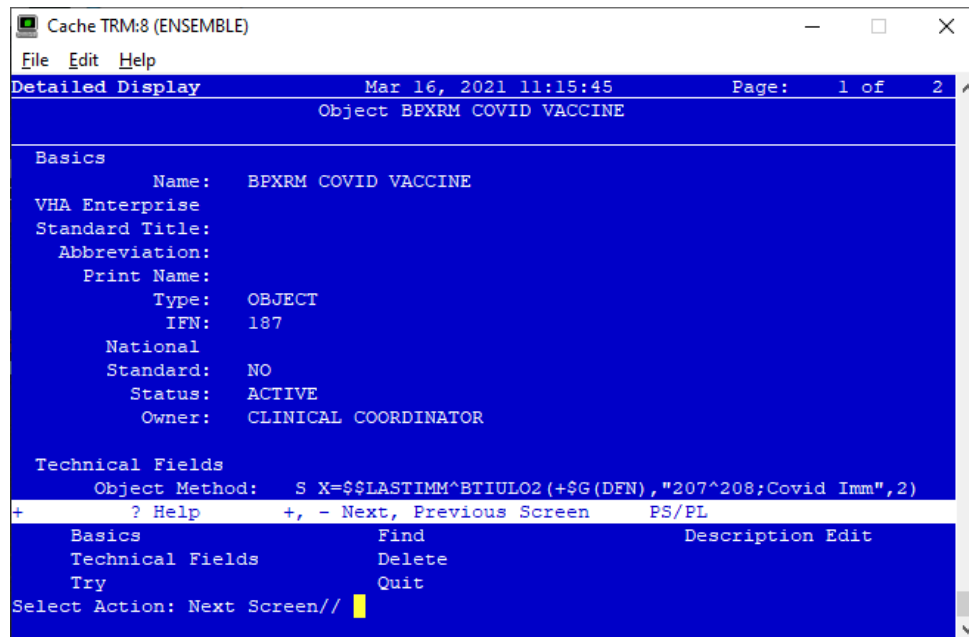 Cache TRM:8 (ENSEMBLE)
File Edit Help
Detailed Display Mar 16, 2021 11:15:45 Page: 1 of 2
Object BPXRM COVID VACCINE
Basics
Name: BPXRM COVID VACCINE
VHA Enterprise
Standard Title:
Abbreviation:
Print Name:
Type: OBJECT
IFN: 187
National
Standard: NO
Status: ACTIVE
Owner: CLINICAL COORDINATOR
Technical Fields
Object Method: S X=$$LASTIMM^BTIULO2(+$G(DFN),"207^208;Covid Imm",2)
+ ? Help +, - Next, Previous Screen PS/PL
Basics Find Description Edit
Technical Fields Delete
Try Quit
Select Action: Next Screen//